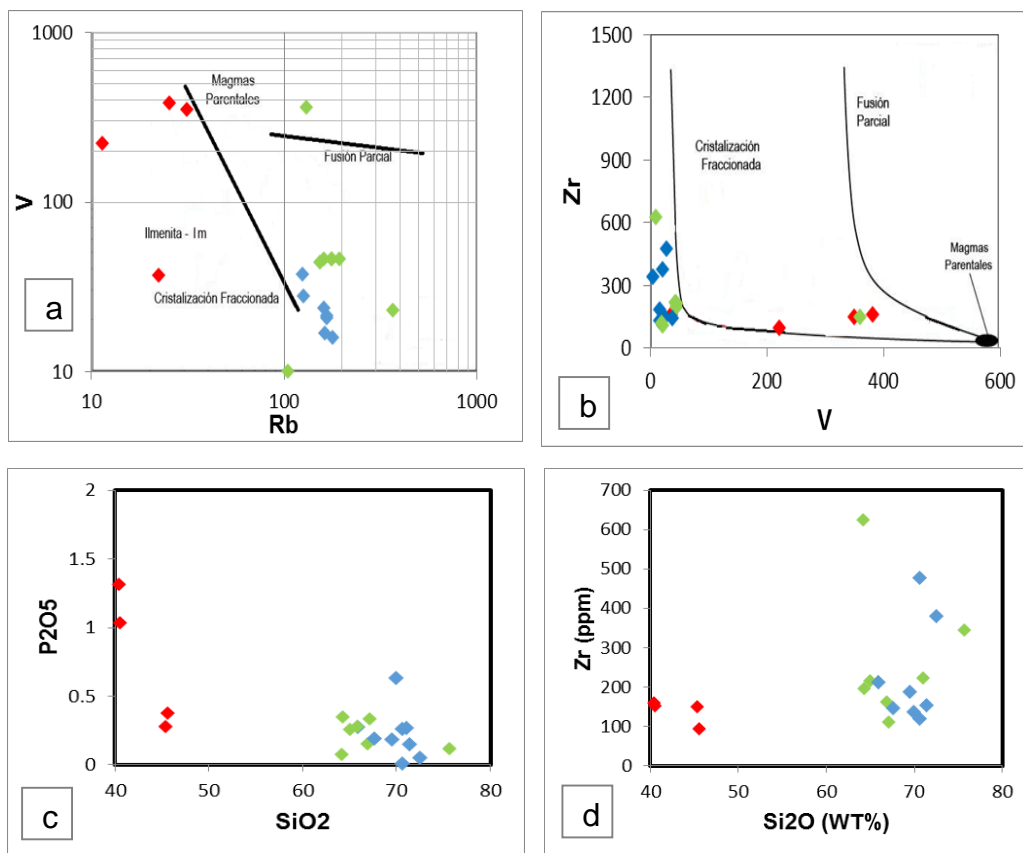 1000
100
10
V
10
100
1000
Rb
Magmas
Parentales
Fusión Parcial
Ilmenita - Im
Cristalización Fraccionada
a
1500
1200
900
600
300
0
Zr
0
200
400
600
V
Cristalización
Fraccionada
Fusión
Parcial
Magmas
Parentales
b
2
1.5
1
0.5
0
P2O5
40
50
60
70
80
SiO2
c
700
600
500
400
300
200
100
0
Zr (ppm)
40
50
60
70
80
Si2O (WT%)
d